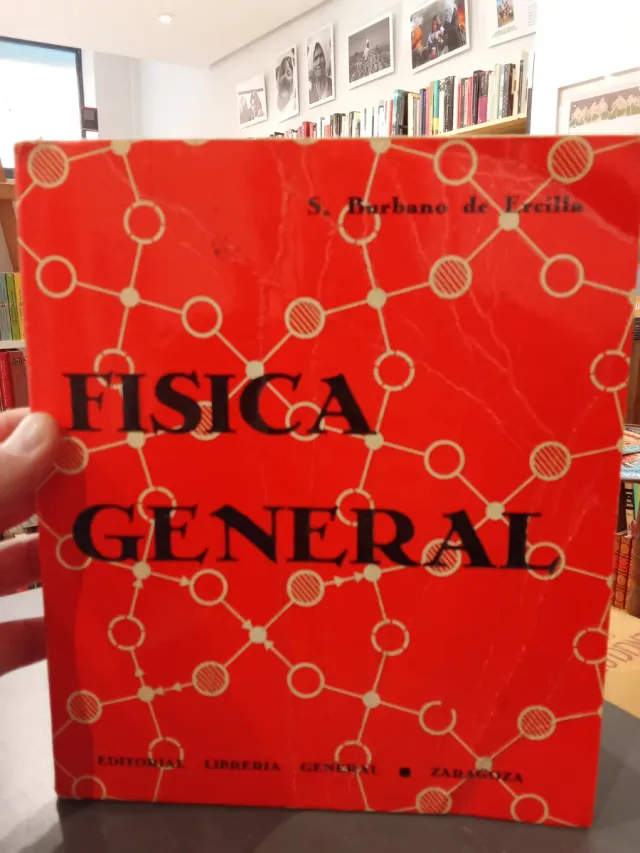 S. Burbano de Ercilla
FISICA
GENERAL
EDITORIAL LIBRERIA GENERAL • ZARAGOZA